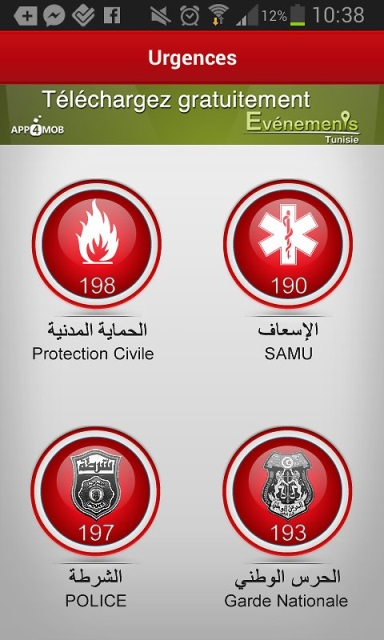 12% 10:38
Urgences
Téléchargez gratuitement
APP4MOB
Evénements
Tunisie
198
190
الحماية المدنية
الإسعاف
Protection Civile
SAMU
شرطة
197
193
الشرطة
الحرس الوطني
POLICE
Garde Nationale